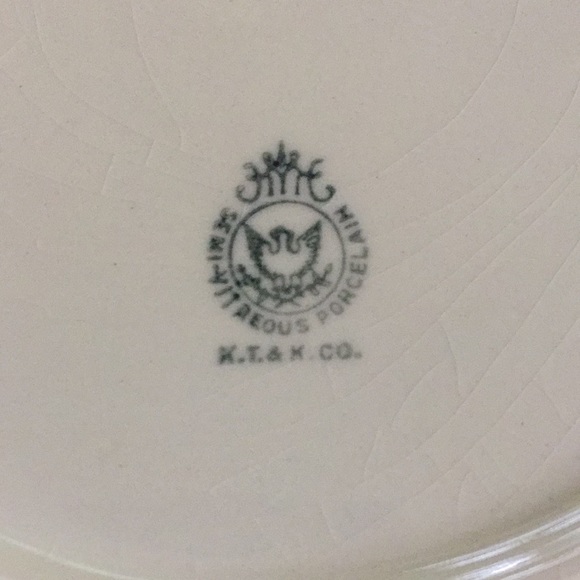 SEMI-VITREOUS PORCELAIN
K.T. & K. CO.